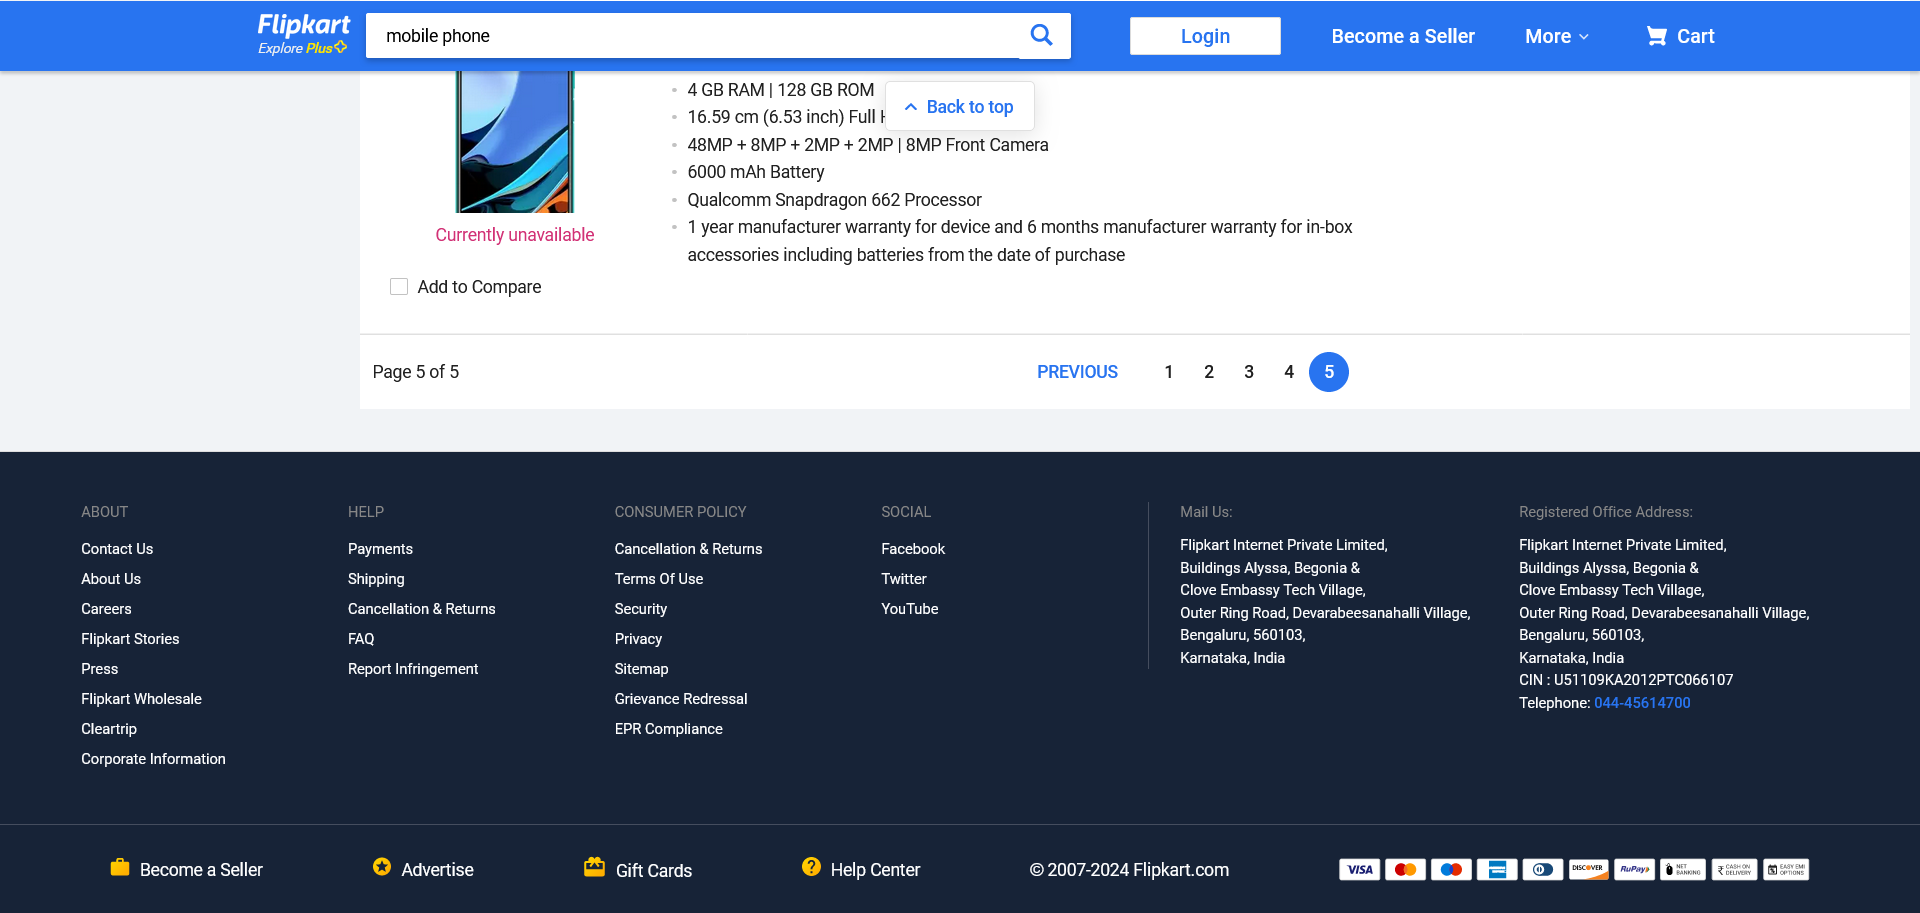 Flipkart
Explore Plus
mobile phone
Login
Become a Seller
More
Cart
4 GB RAM | 128 GB ROM
Back to top
16.59 cm (6.53 inch) Full
48MP + 8MP + 2MP + 2MP | 8MP Front Camera
6000 mAh Battery
Qualcomm Snapdragon 662 Processor
1 year manufacturer warranty for device and 6 months manufacturer warranty for in-box
accessories including batteries from the date of purchase
Currently unavailable
Add to Compare
Page 5 of 5
PREVIOUS
1 2 3 4 5
ABOUT
Contact Us
About Us
Careers
Flipkart Stories
Press
Flipkart Wholesale
Cleartrip
Corporate Information
HELP
Payments
Shipping
Cancellation & Returns
FAQ
Report Infringement
CONSUMER POLICY
Cancellation & Returns
Terms Of Use
Security
Privacy
Sitemap
Grievance Redressal
EPR Compliance
SOCIAL
Facebook
Twitter
YouTube
Mail Us:
Flipkart Internet Private Limited,
Buildings Alyssa, Begonia &
Clove Embassy Tech Village,
Outer Ring Road, Devarabeesanahalli Village,
Bengaluru, 560103,
Karnataka, India
Registered Office Address:
Flipkart Internet Private Limited,
Buildings Alyssa, Begonia &
Clove Embassy Tech Village,
Outer Ring Road, Devarabeesanahalli Village,
Bengaluru, 560103,
Karnataka, India
CIN : U51109KA2012PTC066107
Telephone: 044-45614700
Become a Seller
Advertise
Gift Cards
Help Center
© 2007-2024 Flipkart.com
VISA
DISCOVER
RuPay
NET
BANKING
CASH ON
DELIVERY
EASY EMI
OPTIONS